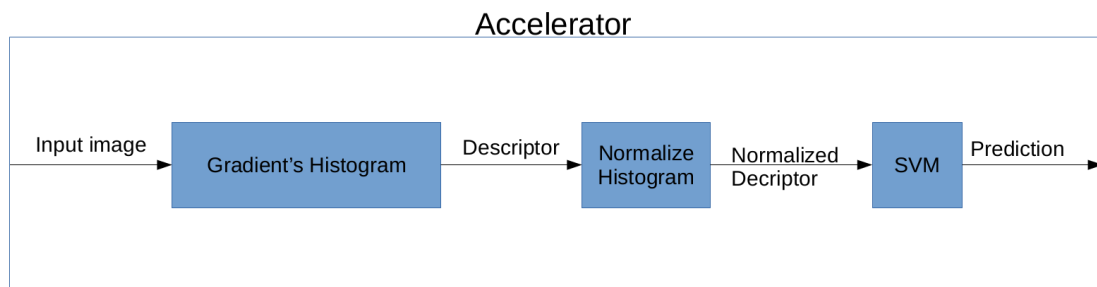 Accelerator
Input image
Gradient's Histogram
Descriptor
Normalize
Histogram
Normalized
Decriptor
SVM
Prediction